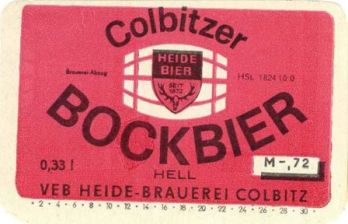 Colbitzer
HEIDE
BIER
SEIT
1872
Brauerei-Abzug
HSL 1824 10 0
BOCKBIER
HELL
0,33 l
M -,72
VEB HEIDE-BRAUEREI COLBITZ
• 2 • 4 • 6 • 8 • 10 • 12 • 14 • 16 • 18 • 20 • 22 • 24 • 26 • 28 • 30 •